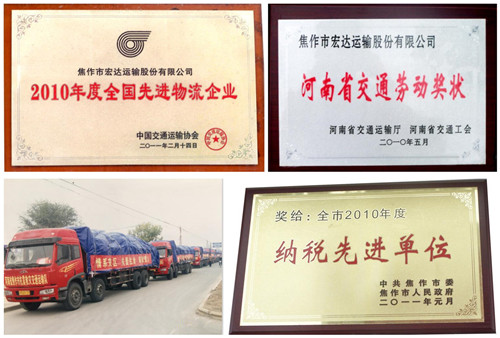 焦作市宏达运输股份有限公司
2010年度全国先进物流企业
中国交通运输协会
二〇一一年二月十四日
焦作市宏达运输股份有限公司
河南省交通劳动奖状
河南省交通运输厅 河南省交通工会
二〇一〇年五月
奖给：全市2010年度
纳税先进单位
中共焦作市委
焦作市人民政府
二〇一一年元月